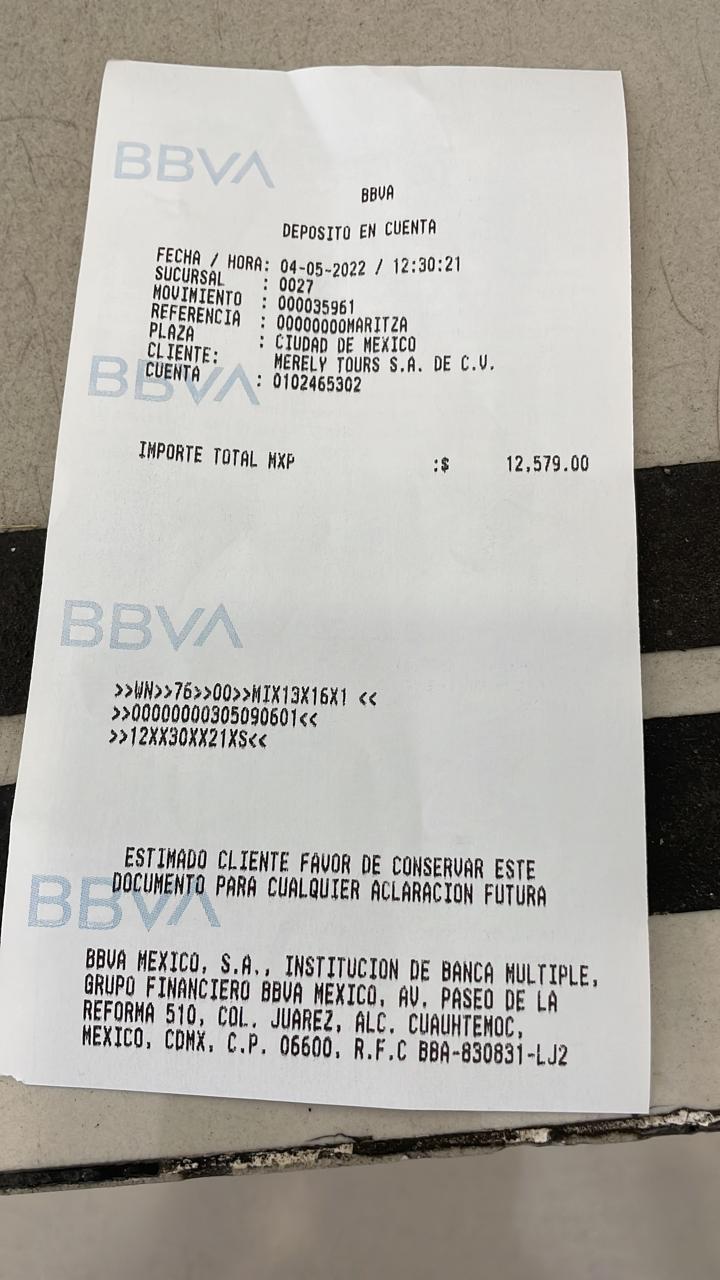 BBVA
BBVA
DEPOSITO EN CUENTA
FECHA / HORA: 04-05-2022 / 12:30:21
SUCURSAL : 0027
MOVIMIENTO : 000035961
REFERENCIA : 00000000MARITZA
PLAZA : CIUDAD DE MEXICO
CLIENTE: MERELY TOURS S.A. DE C.V.
BBVA
CUENTA : 0102465302
IMPORTE TOTAL MXP :$ 12,579.00
BBVA
>>WN>>76>>00>>MIX13X16X1 <<
>>00000000305090601<<
>>12XX30XX21XS<<
ESTIMADO CLIENTE FAVOR DE CONSERVAR ESTE
DOCUMENTO PARA CUALQUIER ACLARACION FUTURA
BBVA
BBVA MEXICO, S.A., INSTITUCION DE BANCA MULTIPLE,
GRUPO FINANCIERO BBVA MEXICO, AV. PASEO DE LA
REFORMA 510, COL. JUAREZ, ALC. CUAUHTEMOC,
MEXICO, CDMX, C.P. 06600, R.F.C BBA-830831-LJ2